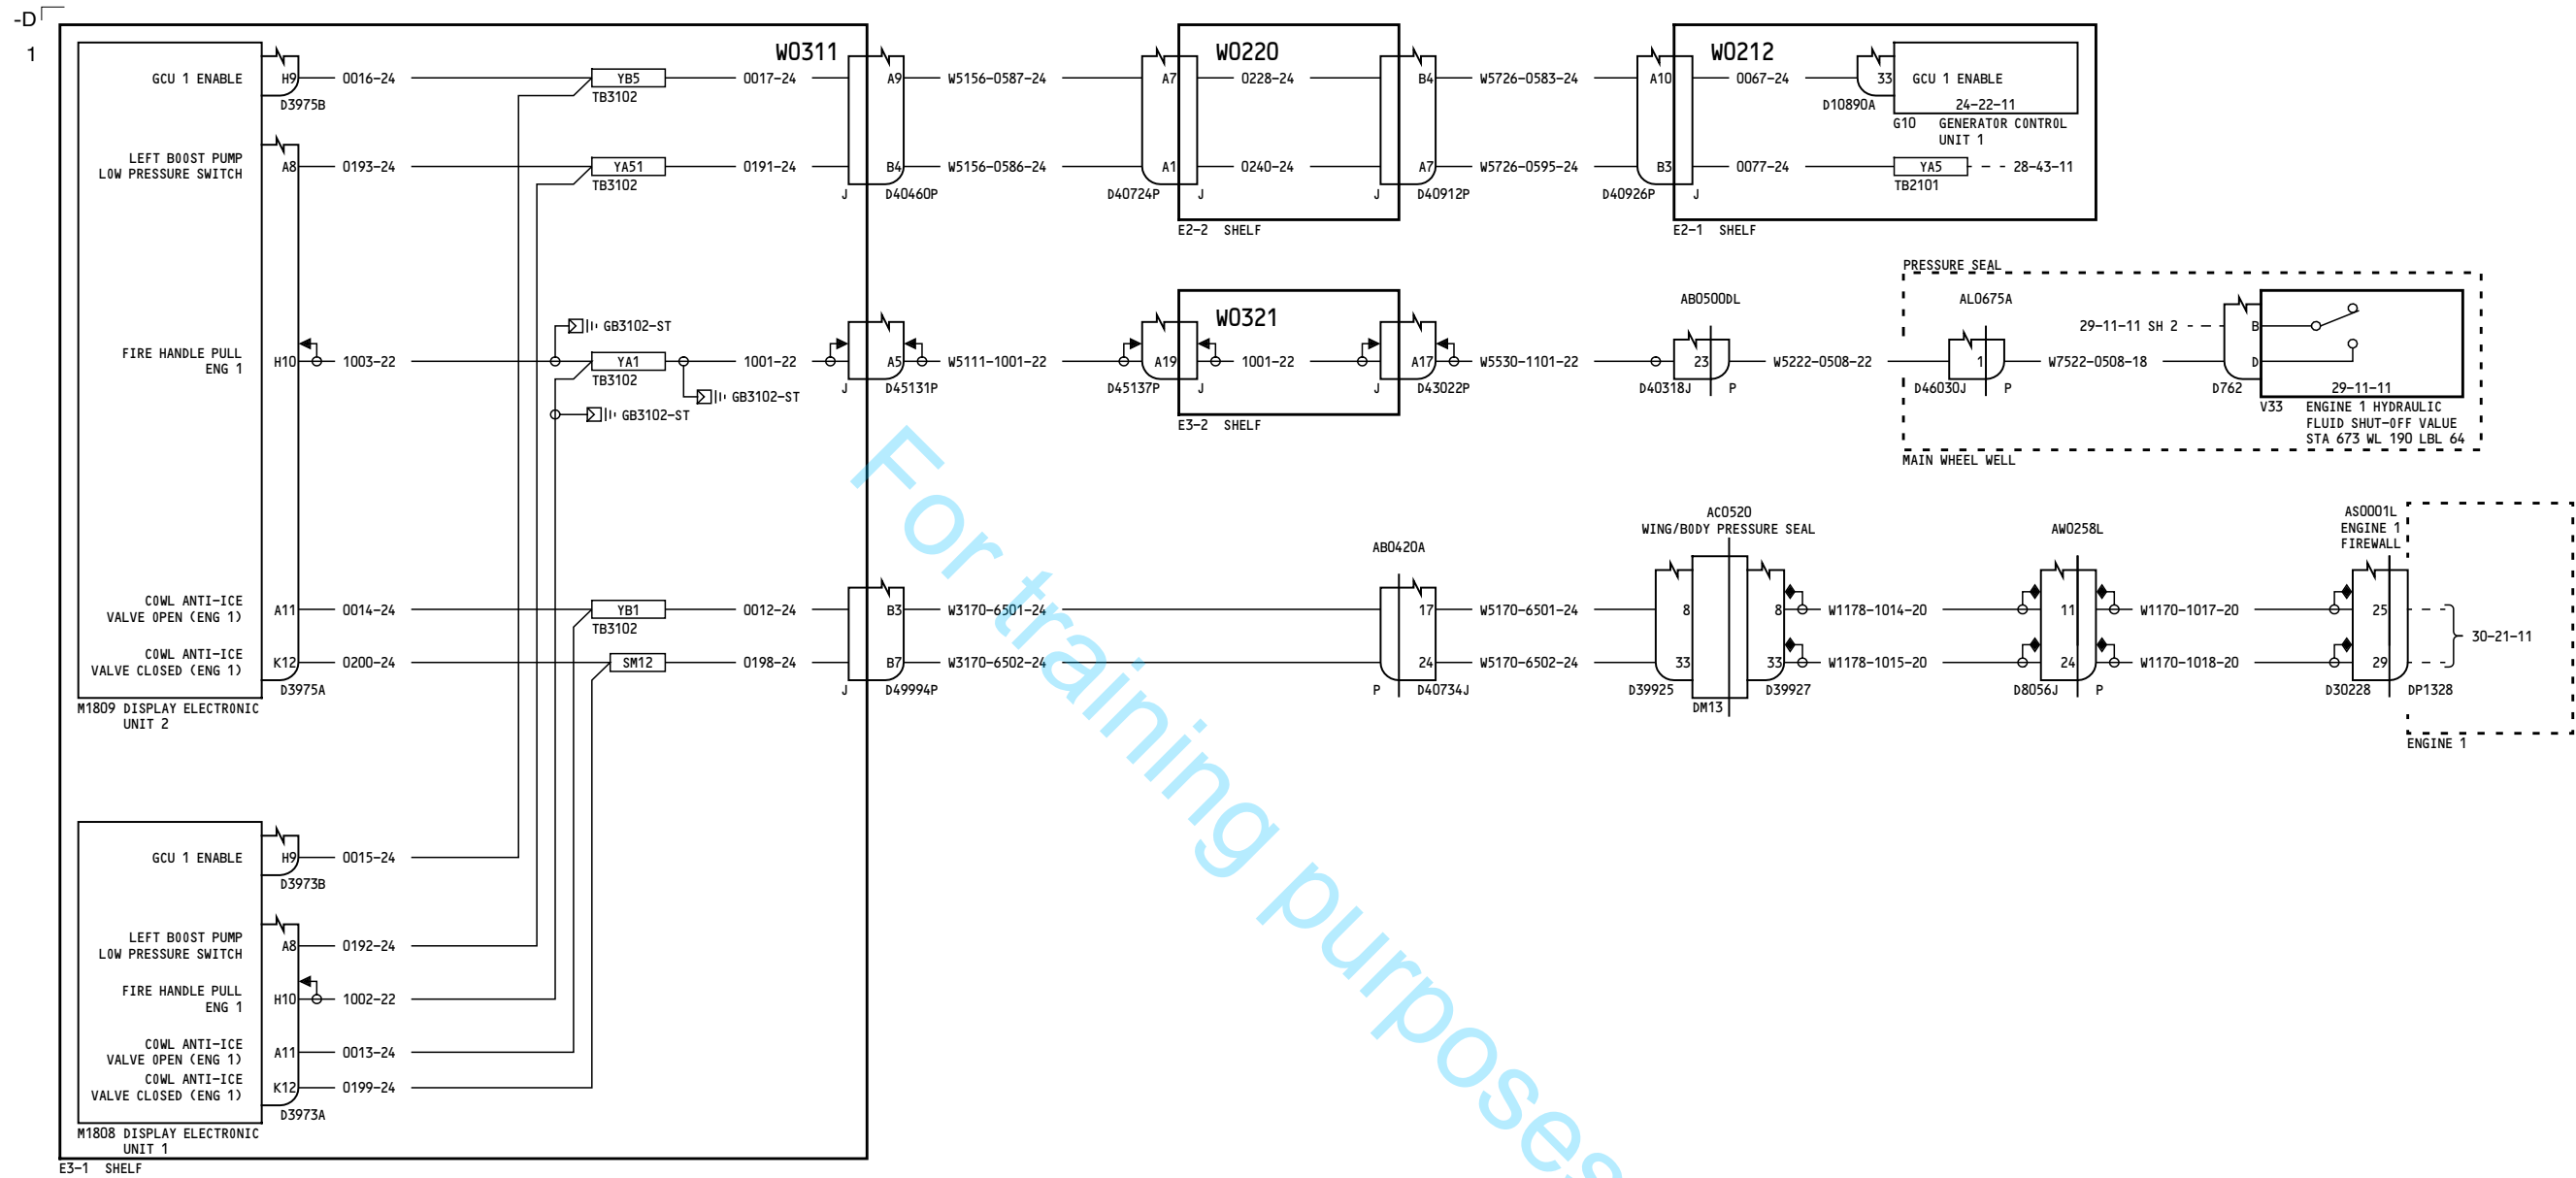 -D
1
W0311
W0220
W0212
GCU 1 ENABLE
H9
0016-24
YB5
0017-24
A9
W5156-0587-24
A7
0228-24
B4
W5726-0583-24
A10
0067-24
33
GCU 1 ENABLE
D3975B
TB3102
D10890A
24-22-11
G10
GENERATOR CONTROL
UNIT 1
LEFT BOOST PUMP
LOW PRESSURE SWITCH
A8
0193-24
YA51
0191-24
B4
W5156-0586-24
A1
0240-24
A7
W5726-0595-24
B3
0077-24
YA5
28-43-11
TB3102
TB2101
J
D40460P
D40724P
J
J
D40912P
D40926P
J
E2-2 SHELF
E2-1 SHELF
PRESSURE SEAL
AB0500DL
AL0675A
W0321
GB3102-ST
29-11-11 SH 2
B
FIRE HANDLE PULL
ENG 1
H10
1003-22
YA1
1001-22
A5
W5111-1001-22
A19
1001-22
A17
W5530-1101-22
23
W5222-0508-22
1
W7522-0508-18
D
TB3102
J
D45131P
D45137P
J
J
D43022P
D40318J
P
D46030J
P
D762
29-11-11
GB3102-ST
GB3102-ST
V33
ENGINE 1 HYDRAULIC
FLUID SHUT-OFF VALUE
STA 673 WL 190 LBL 64
E3-2 SHELF
MAIN WHEEL WELL
AC0520
WING/BODY PRESSURE SEAL
AB0420A
AW0258L
AS0001L
ENGINE 1
FIREWALL
COWL ANTI-ICE
VALVE OPEN (ENG 1)
A11
0014-24
YB1
0012-24
B3
W3170-6501-24
17
W5170-6501-24
8
8
W1178-1014-20
11
W1170-1017-20
25
TB3102
30-21-11
COWL ANTI-ICE
VALVE CLOSED (ENG 1)
K12
0200-24
SM12
0198-24
B7
W3170-6502-24
24
W5170-6502-24
33
33
W1178-1015-20
24
W1170-1018-20
29
D3975A
J
D49994P
P
D40734J
D39925
D39927
D8056J
P
D30228
DP1328
DM13
M1809 DISPLAY ELECTRONIC
UNIT 2
ENGINE 1
GCU 1 ENABLE
H9
0015-24
D3973B
LEFT BOOST PUMP
LOW PRESSURE SWITCH
A8
0192-24
FIRE HANDLE PULL
ENG 1
H10
1002-22
COWL ANTI-ICE
VALVE OPEN (ENG 1)
A11
0013-24
COWL ANTI-ICE
VALVE CLOSED (ENG 1)
K12
0199-24
D3973A
M1808 DISPLAY ELECTRONIC
UNIT 1
E3-1 SHELF
For training purposes